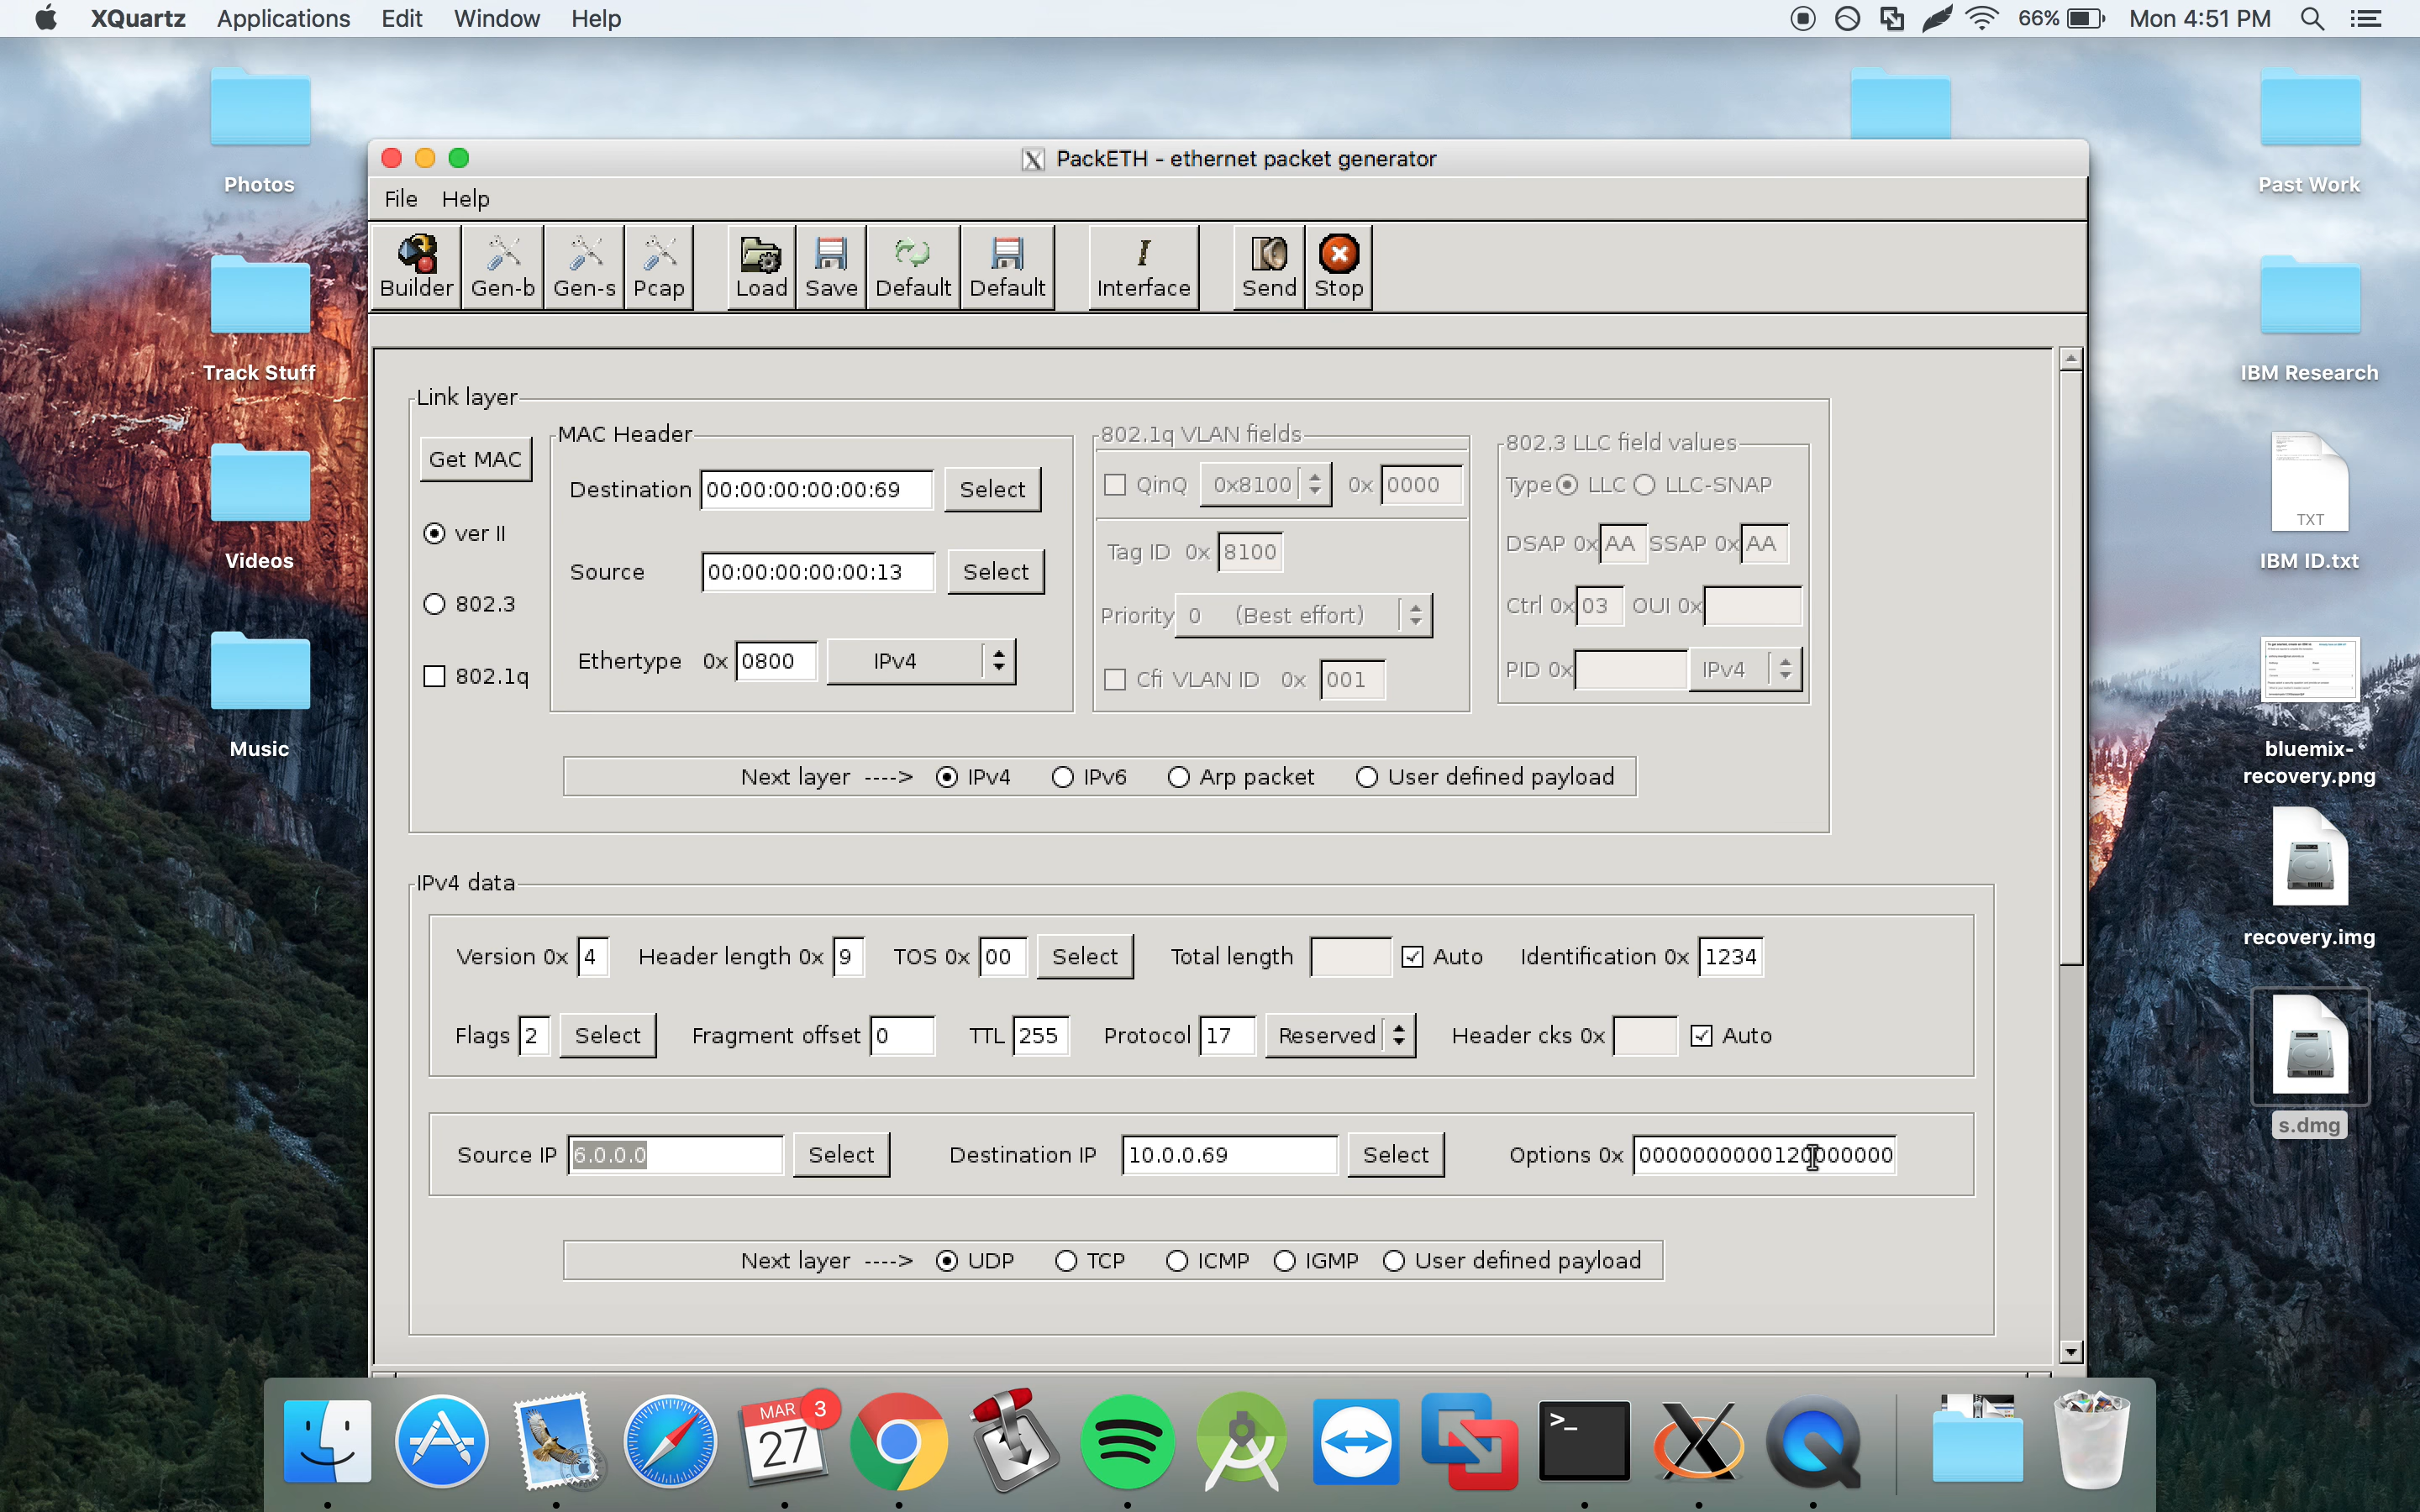 XQuartz Applications Edit Window Help 66% Mon 4:51 PM
Photos
Track Stuff
Videos
Music
PackETH - ethernet packet generator
File Help
Builder Gen-b Gen-s Pcap Load Save Default Default Interface Send Stop
Link layer
Get MAC
ver II
802.3
802.1q
MAC Header
Destination 00:00:00:00:00:69 Select
Source 00:00:00:00:00:13 Select
Ethertype 0x 0800 IPv4
802.1q VLAN fields
QinQ 0x8100 0x 0000
Tag ID 0x 8100
Priority 0 (Best effort)
Cfi VLAN ID 0x 001
802.3 LLC field values
Type LLC LLC-SNAP
DSAP 0x AA SSAP 0x AA
Ctrl 0x 03 OUI 0x
PID 0x IPv4
Next layer ----> IPv4 IPv6 Arp packet User defined payload
IPv4 data
Version 0x 4 Header length 0x 9 TOS 0x 00 Select Total length Auto Identification 0x 1234
Flags 2 Select Fragment offset 0 TTL 255 Protocol 17 Reserved Header cks 0x Auto
Source IP 6.0.0.0 Select Destination IP 10.0.0.69 Select Options 0x
Next layer ----> UDP TCP ICMP IGMP User defined payload
Past Work
IBM Research
TXT
IBM ID.txt
bluemix-
recovery.png
recovery.img
s.dmg
MAR 3
27
>_